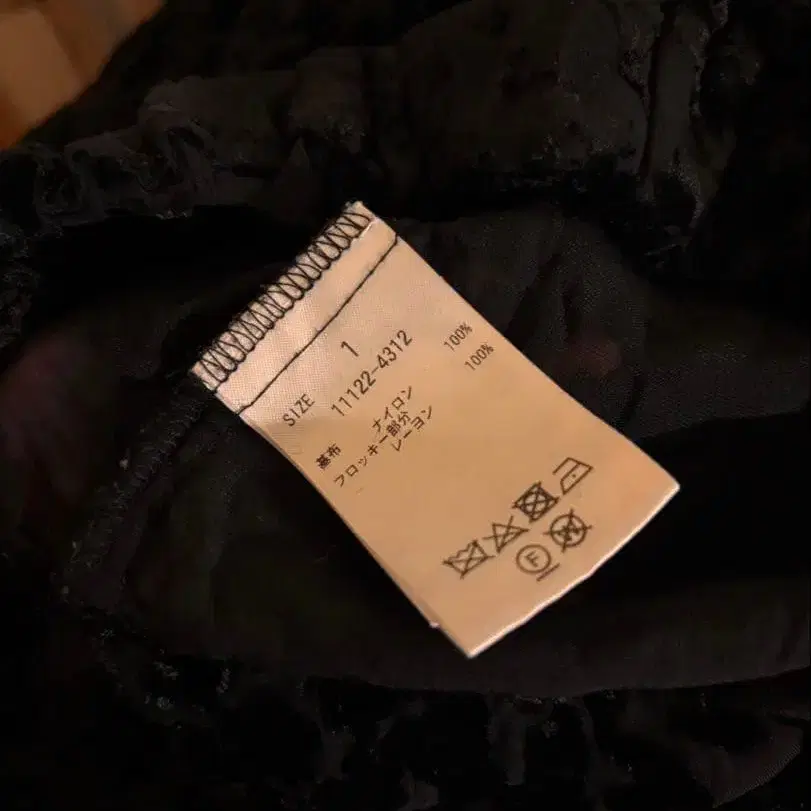 SIZE 1
11122-4312
基布 ナイロン 100%
フロッキー部分
レーヨン 100%
F
W